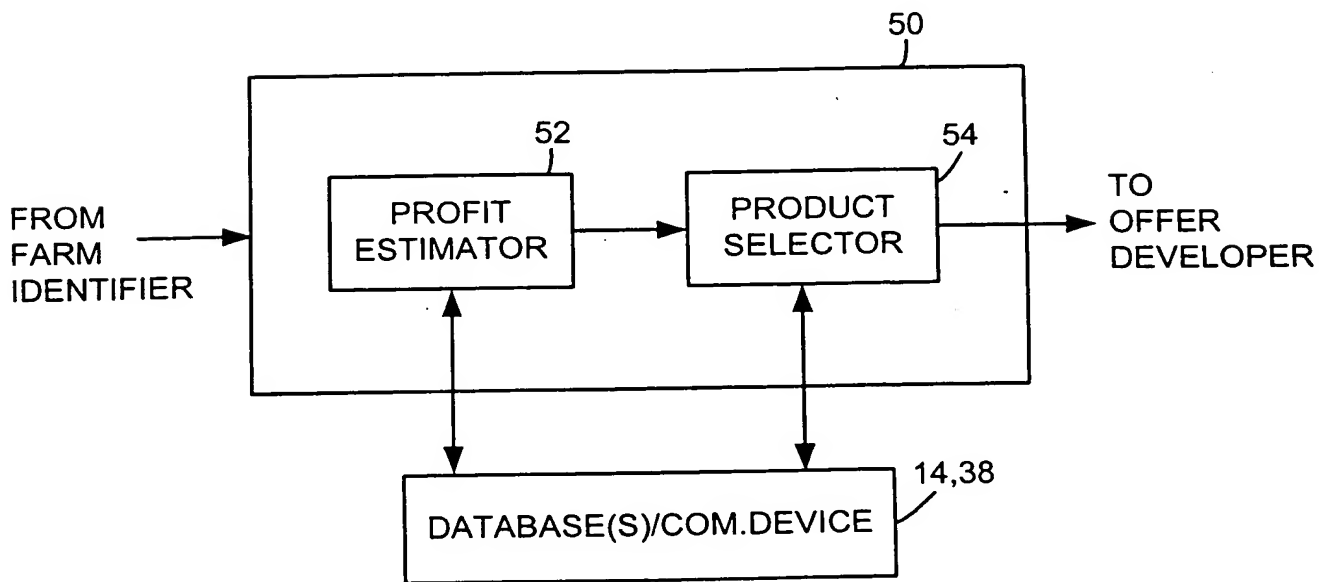 50
52
54
FROM
FARM
IDENTIFIER
PROFIT
ESTIMATOR
PRODUCT
SELECTOR
TO
OFFER
DEVELOPER
14,38
DATABASE(S)/COM.DEVICE